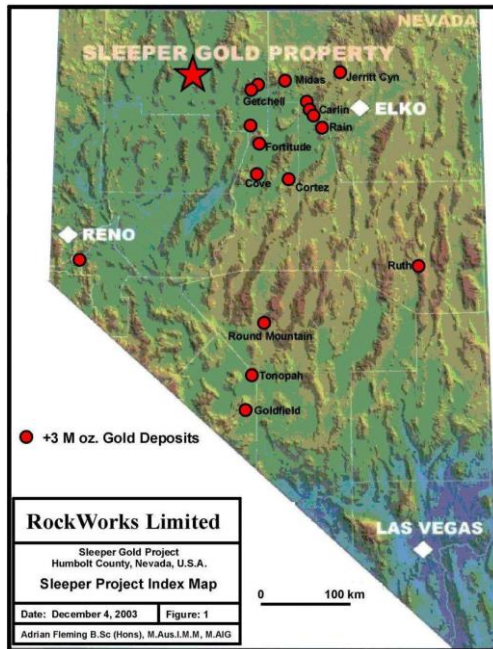 NEVADA
SLEEPER GOLD PROPERTY
Jerritt Cyn
Midas
Getchell
Carlin
ELKO
Rain
Fortitude
Cove
Cortez
RENO
Ruth
Round Mountain
Tonopah
Goldfield
+3 M oz. Gold Deposits
LAS VEGAS
RockWorks Limited
Sleeper Gold Project
Humbolt County, Nevada, U.S.A.
Sleeper Project Index Map
Date: December 4, 2003 Figure: 1
Adrian Fleming B.Sc (Hons), M.Aus.I.M.M, M.AIG
0 100 km